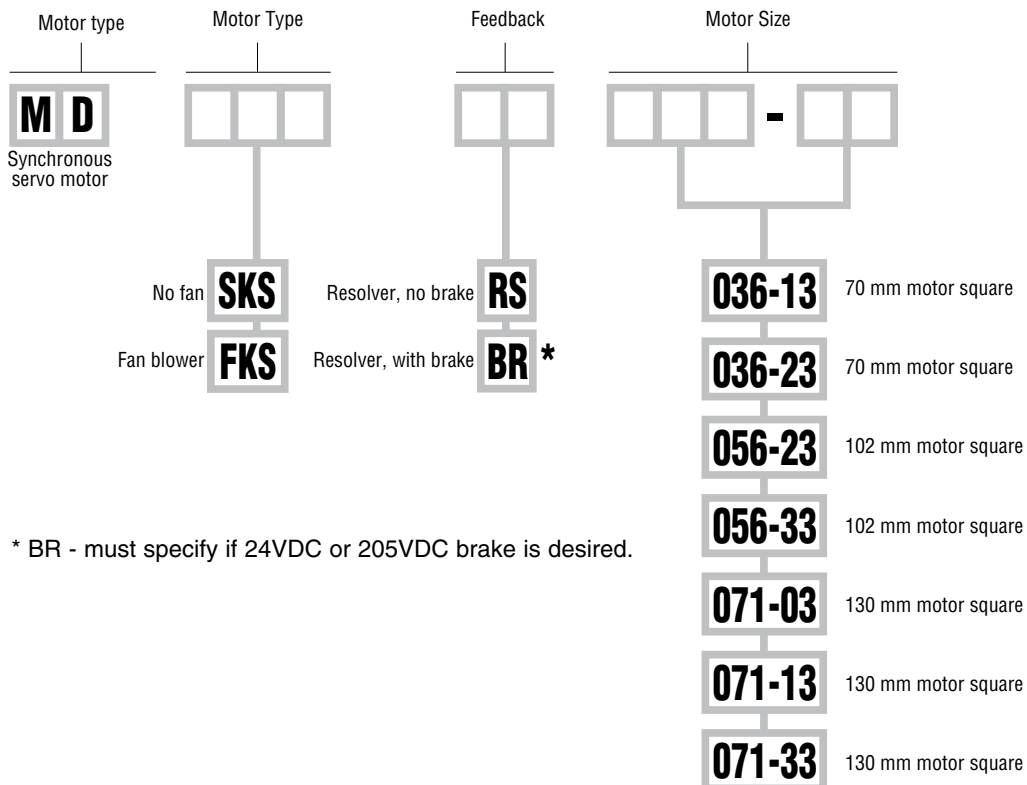 Motor type
Motor Type
Feedback
Motor Size
M D
-
Synchronous
servo motor
No fan SKS
Resolver, no brake RS
036-13 70 mm motor square
Fan blower FKS
Resolver, with brake BR *
036-23 70 mm motor square
056-23 102 mm motor square
056-33 102 mm motor square
* BR - must specify if 24VDC or 205VDC brake is desired.
071-03 130 mm motor square
071-13 130 mm motor square
071-33 130 mm motor square